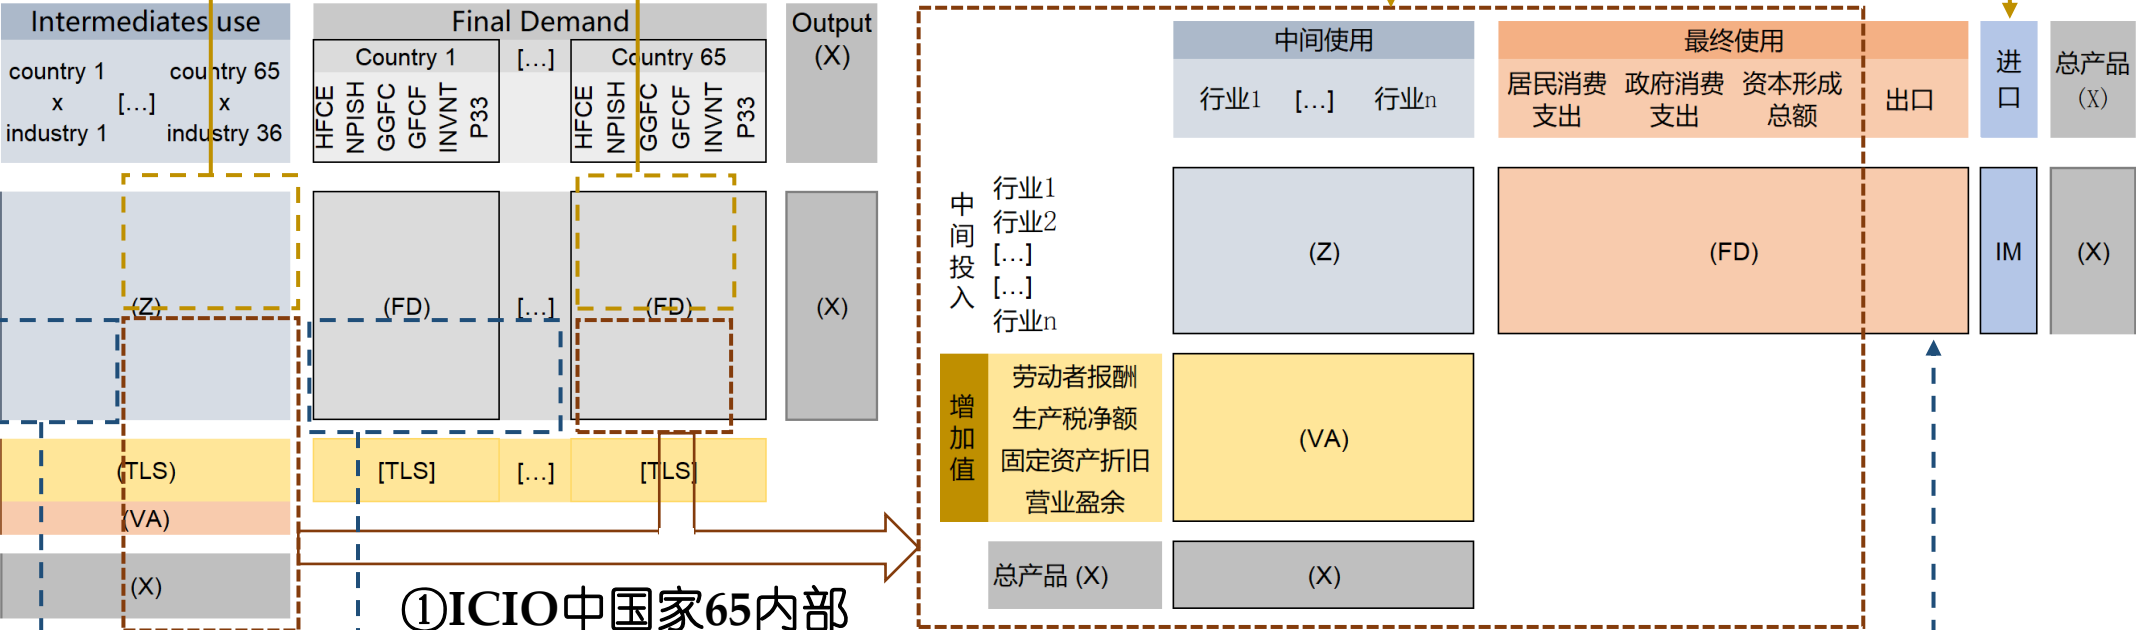 Intermediates use
country 1
x
industry 1
[...]
country 65
x
industry 36
Final Demand
Country 1
[...]
Country 65
HFCE
NPISH
GGFC
GFCF
INVNT
P33
HFCE
NPISH
GGFC
GFCF
INVNT
P33
Output
(X)
(Z)
(FD)
[...]
(FD)
(X)
(TLS)
[TLS]
[...]
[TLS]
(VA)
(X)
①ICIO中国家65内部
中间使用
行业1
[...]
行业n
最终使用
居民消费
支出
政府消费
支出
资本形成
总额
出口
进
口
总产品
(X)
中
间
投
入
行业1
行业2
[...]
[...]
行业n
(Z)
(FD)
IM
(X)
增
加
值
劳动者报酬
生产税净额
固定资产折旧
营业盈余
(VA)
总产品 (X)
(X)